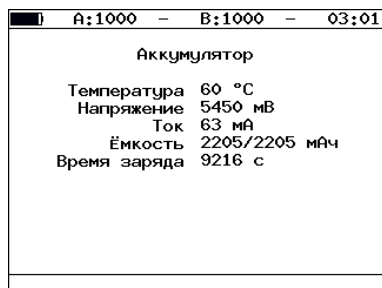 A:1000 – B:1000 – 03:01
Аккумулятор
Температура 60 °C
Напряжение 5450 мВ
Ток 63 мА
Ёмкость 2205/2205 мАч
Время заряда 9216 с